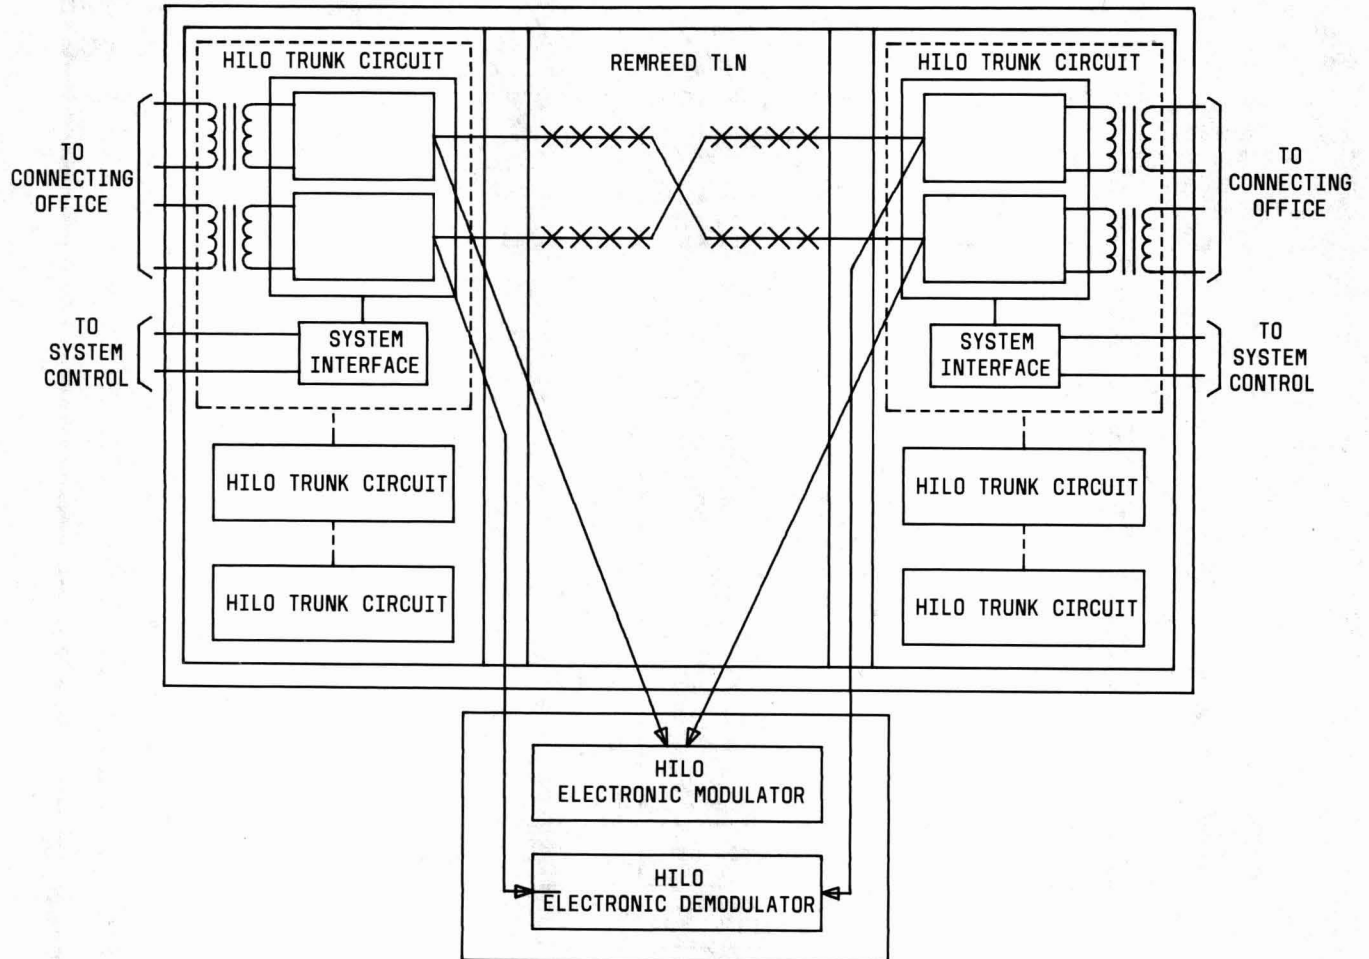 HILO TRUNK CIRCUIT
REMREED TLN
HILO TRUNK CIRCUIT
TO
CONNECTING
OFFICE
TO
CONNECTING
OFFICE
TO
SYSTEM
CONTROL
SYSTEM
INTERFACE
SYSTEM
INTERFACE
TO
SYSTEM
CONTROL
HILO TRUNK CIRCUIT
HILO TRUNK CIRCUIT
HILO TRUNK CIRCUIT
HILO TRUNK CIRCUIT
HILO
ELECTRONIC MODULATOR
HILO
ELECTRONIC DEMODULATOR